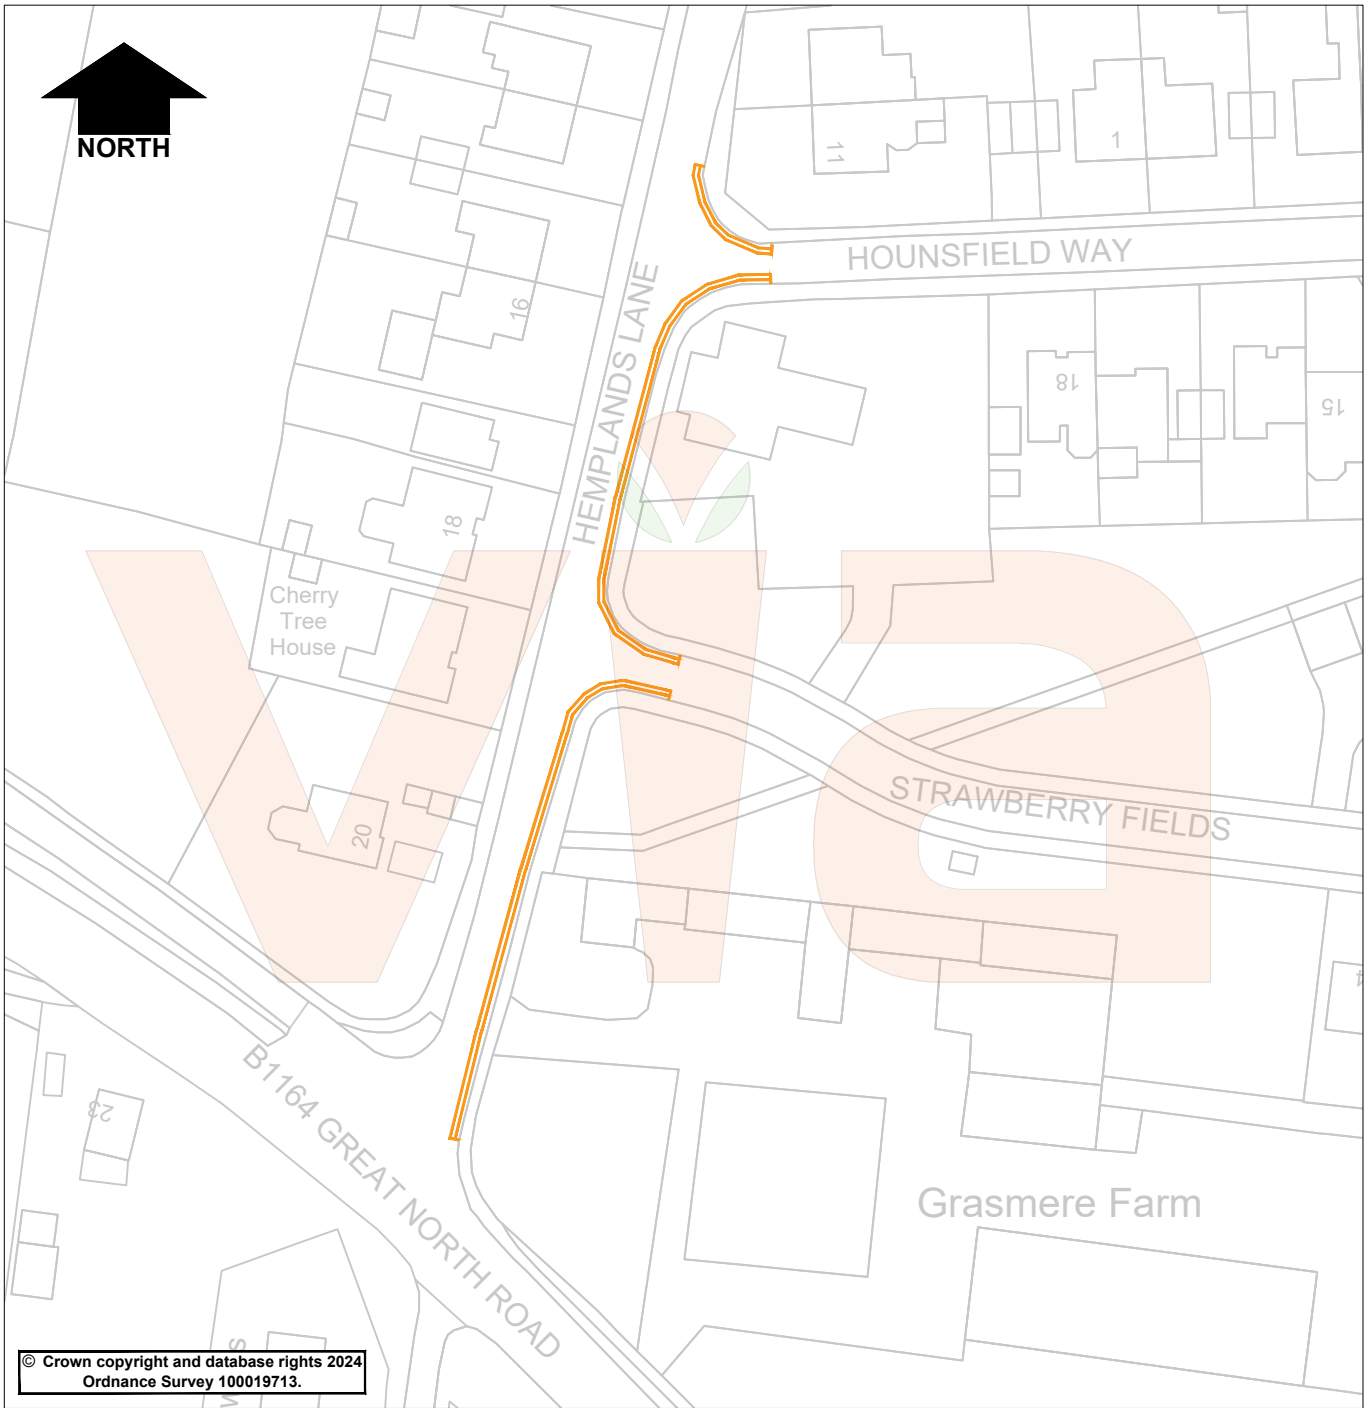 NORTH
11
1
HOUNSFIELD WAY
16
HEMPLANDS LANE
18
15
18
Cherry
Tree
House
via
STRAWBERRY FIELDS
20
B1164 GREAT NORTH ROAD
23
Grasmere Farm
© Crown copyright and database rights 2024
Ordnance Survey 100019713.